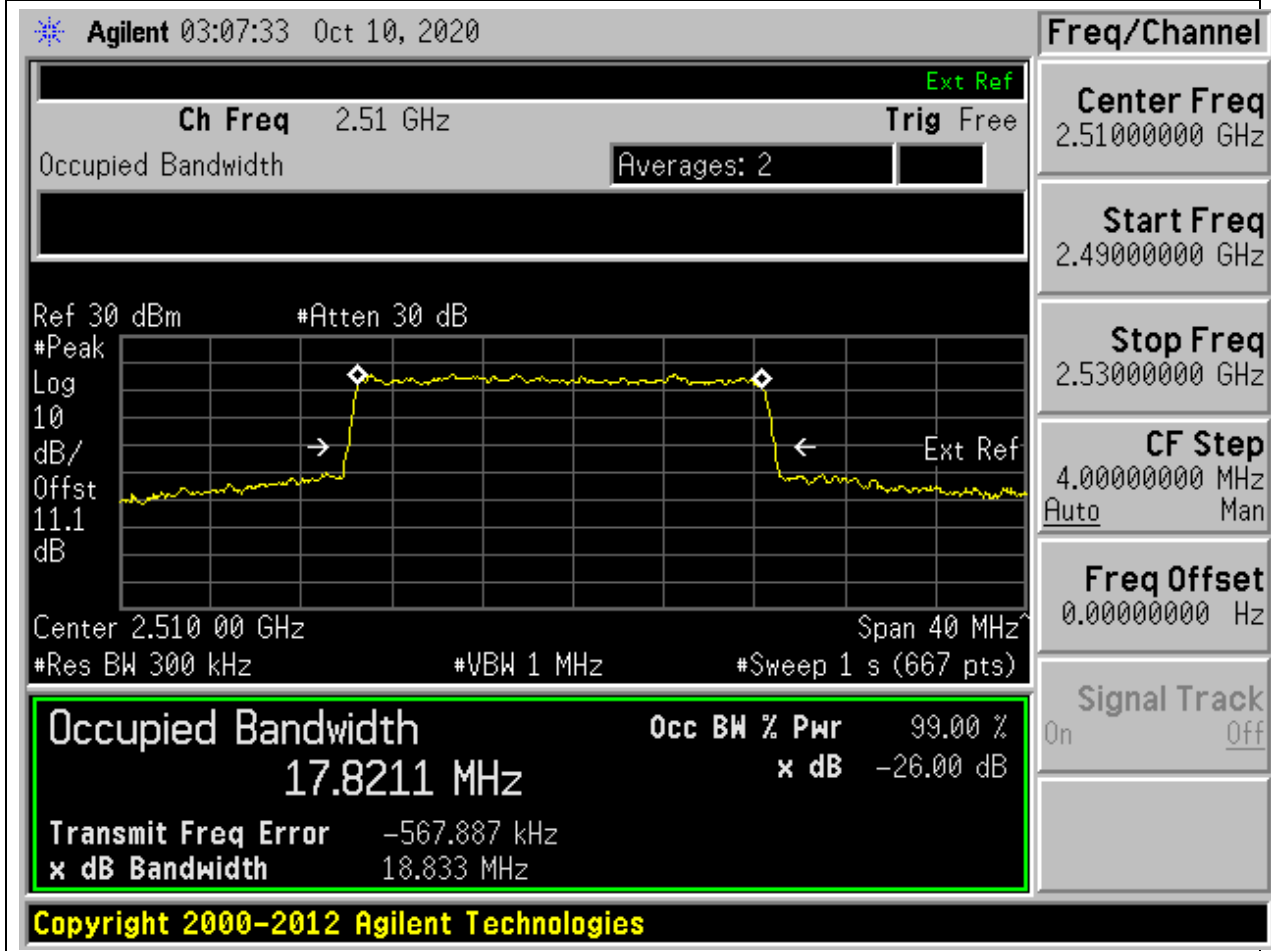 Agilent 03:07:33 Oct 10, 2020
Freq/Channel
Ext Ref
Ch Freq 2.51 GHz Trig Free
Occupied Bandwidth Averages: 2
Ref 30 dBm #Atten 30 dB
#Peak
Log
10
dB/
Offst
11.1
dB
Ext Ref
Center 2.510 00 GHz Span 40 MHz^
#Res BW 300 kHz #VBW 1 MHz #Sweep 1 s (667 pts)
Occupied Bandwidth Occ BW % Pwr 99.00 %
17.8211 MHz x dB -26.00 dB
Transmit Freq Error -567.887 kHz
x dB Bandwidth 18.833 MHz
Center Freq
2.51000000 GHz
Start Freq
2.49000000 GHz
Stop Freq
2.53000000 GHz
CF Step
4.00000000 MHz
Auto Man
Freq Offset
0.00000000 Hz
Signal Track
On Off
Copyright 2000-2012 Agilent Technologies